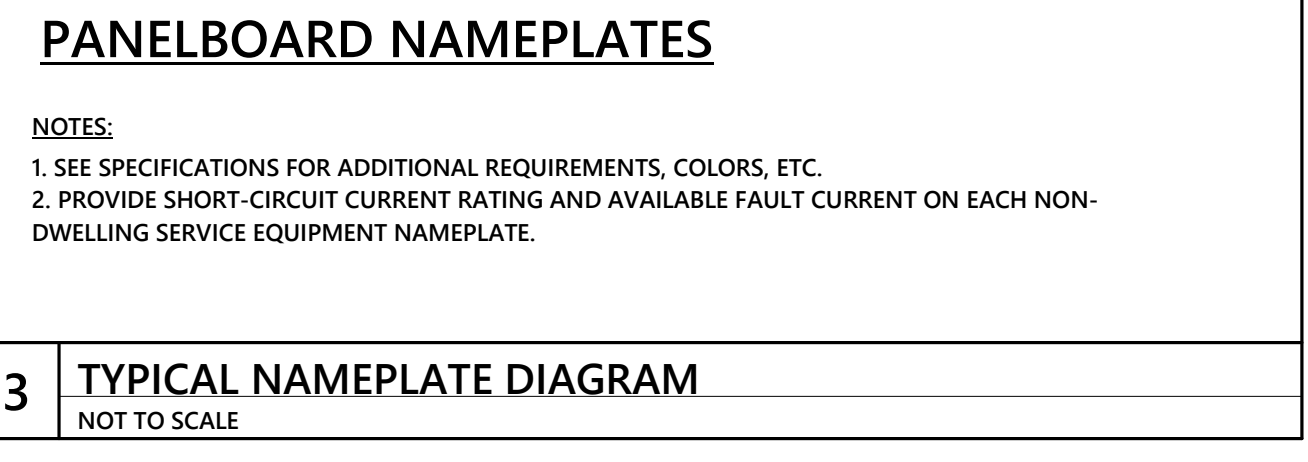 PANELBOARD NAMEPLATES
NOTES:
1. SEE SPECIFICATIONS FOR ADDITIONAL REQUIREMENTS, COLORS, ETC.
2. PROVIDE SHORT-CIRCUIT CURRENT RATING AND AVAILABLE FAULT CURRENT ON EACH NON-
DWELLING SERVICE EQUIPMENT NAMEPLATE.
3
TYPICAL NAMEPLATE DIAGRAM
NOT TO SCALE